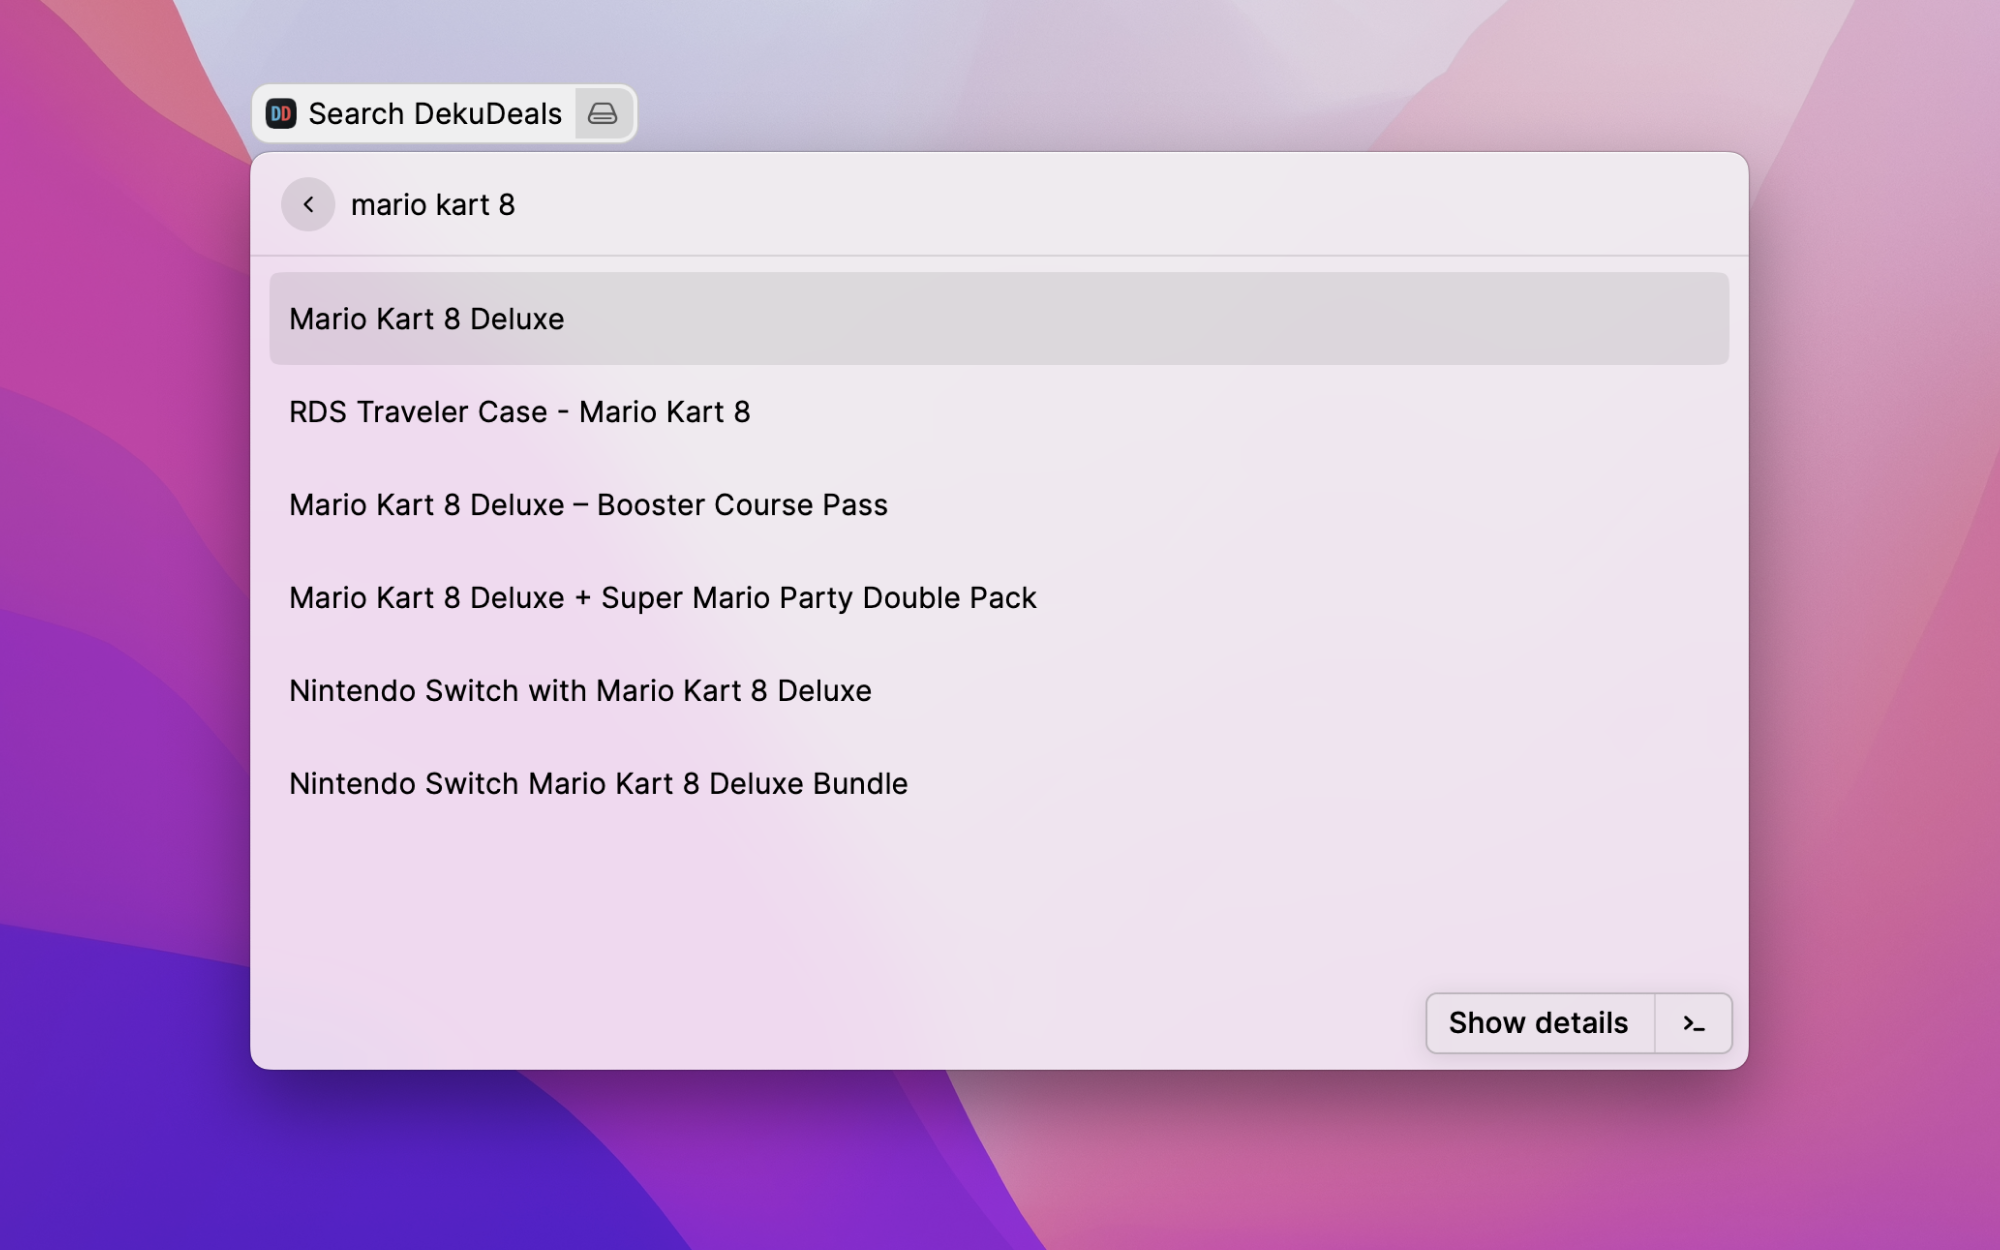 DD Search DekuDeals
mario kart 8
Mario Kart 8 Deluxe
RDS Traveler Case - Mario Kart 8
Mario Kart 8 Deluxe – Booster Course Pass
Mario Kart 8 Deluxe + Super Mario Party Double Pack
Nintendo Switch with Mario Kart 8 Deluxe
Nintendo Switch Mario Kart 8 Deluxe Bundle
Show details